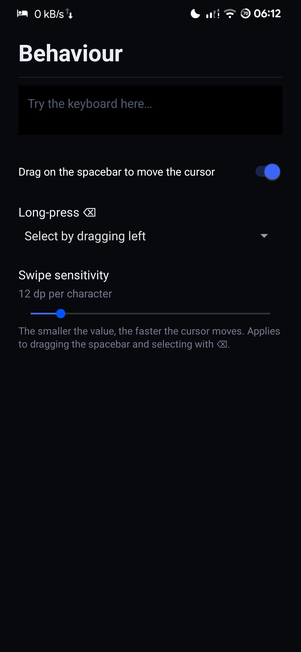 0 kB/s 06:12
Behaviour
Try the keyboard here...
Drag on the spacebar to move the cursor
Long-press ⌫
Select by dragging left
Swipe sensitivity
12 dp per character
The smaller the value, the faster the cursor moves. Applies
to dragging the spacebar and selecting with ⌫.